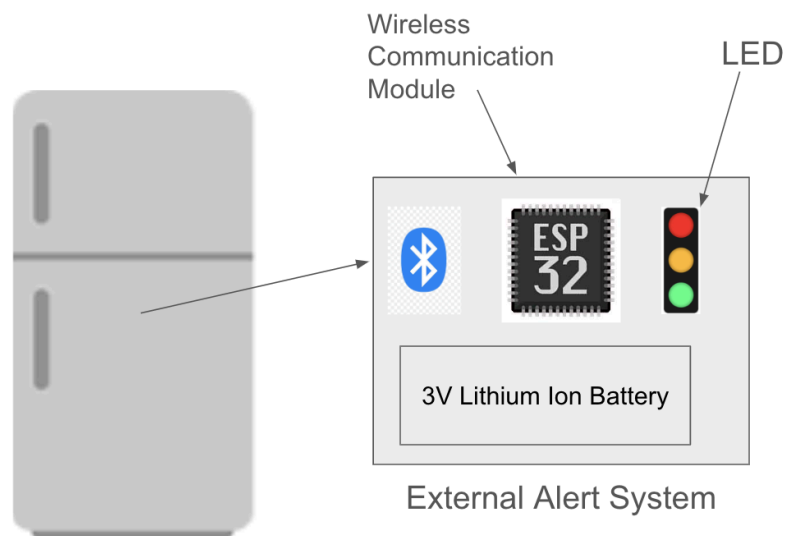 Wireless
Communication
Module
LED
ESP
32
3V Lithium Ion Battery
External Alert System